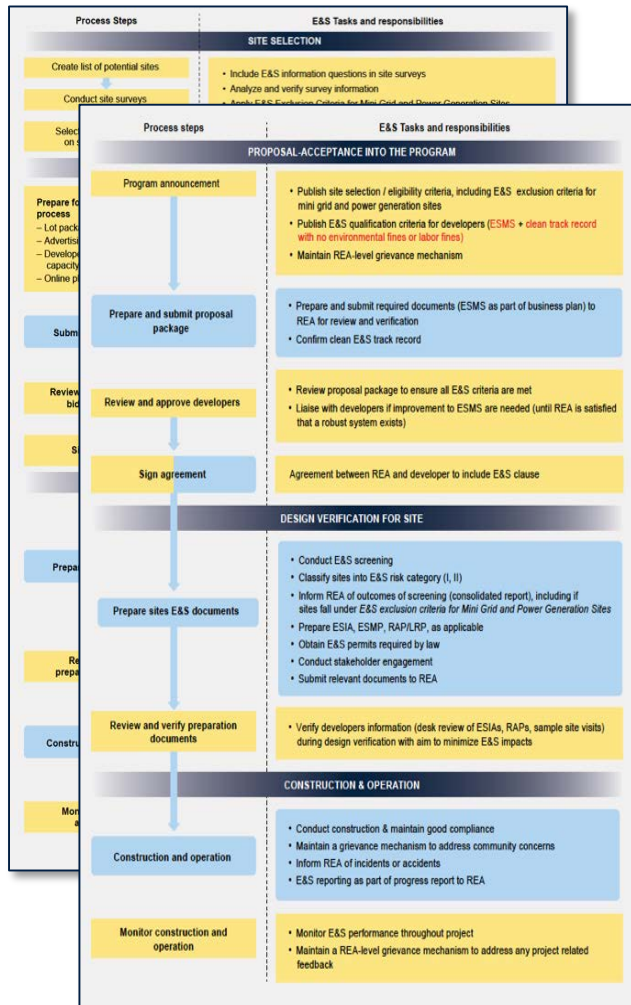 Process Steps
E&S Tasks and responsibilities
SITE SELECTION
Create list of potential sites
• Include E&S information questions in site surveys
• Analyze and verify survey information
Conduct site surveys
• Apply E&S Exclusion Criteria for Mini Grid and Power Generation Sites
Prepare
process
– Lot
– Online
Process steps
E&S Tasks and responsibilities
PROPOSAL-ACCEPTANCE INTO THE PROGRAM
Program announcement
• Publish site selection / eligibility criteria, including E&S exclusion criteria for
mini grid and power generation sites
• Publish E&S qualification criteria for developers (ESMS + clean track record
with no environmental fines or labor fines)
• Maintain REA-level grievance mechanism
Prepare and submit proposal
package
• Prepare and submit required documents (ESMS as part of business plan) to
REA for review and verification
• Confirm clean E&S track record
Review and approve developers
• Review proposal package to ensure all E&S criteria are met
• Liaise with developers if improvement to ESMS are needed (until REA is satisfied
that a robust system exists)
Sign agreement
Agreement between REA and developer to include E&S clause
DESIGN VERIFICATION FOR SITE
Prepare sites E&S documents
• Conduct E&S screening
• Classify sites into E&S risk category (I, II)
• Inform REA of outcomes of screening (consolidated report), including if
sites fall under E&S exclusion criteria for Mini Grid and Power Generation Sites
• Prepare ESIA, ESMP, RAP/LRP, as applicable
• Obtain E&S permits required by law
• Conduct stakeholder engagement
• Submit relevant documents to REA
Review and verify preparation
documents
• Verify developers information (desk review of ESIAs, RAPs, sample site visits)
during design verification with aim to minimize E&S impacts
CONSTRUCTION & OPERATION
Construction and operation
• Conduct construction & maintain good compliance
• Maintain a grievance mechanism to address community concerns
• Inform REA of incidents or accidents
• E&S reporting as part of progress report to REA
Monitor construction and
operation
• Monitor E&S performance throughout project
• Maintain a REA-level grievance mechanism to address any project related
feedback